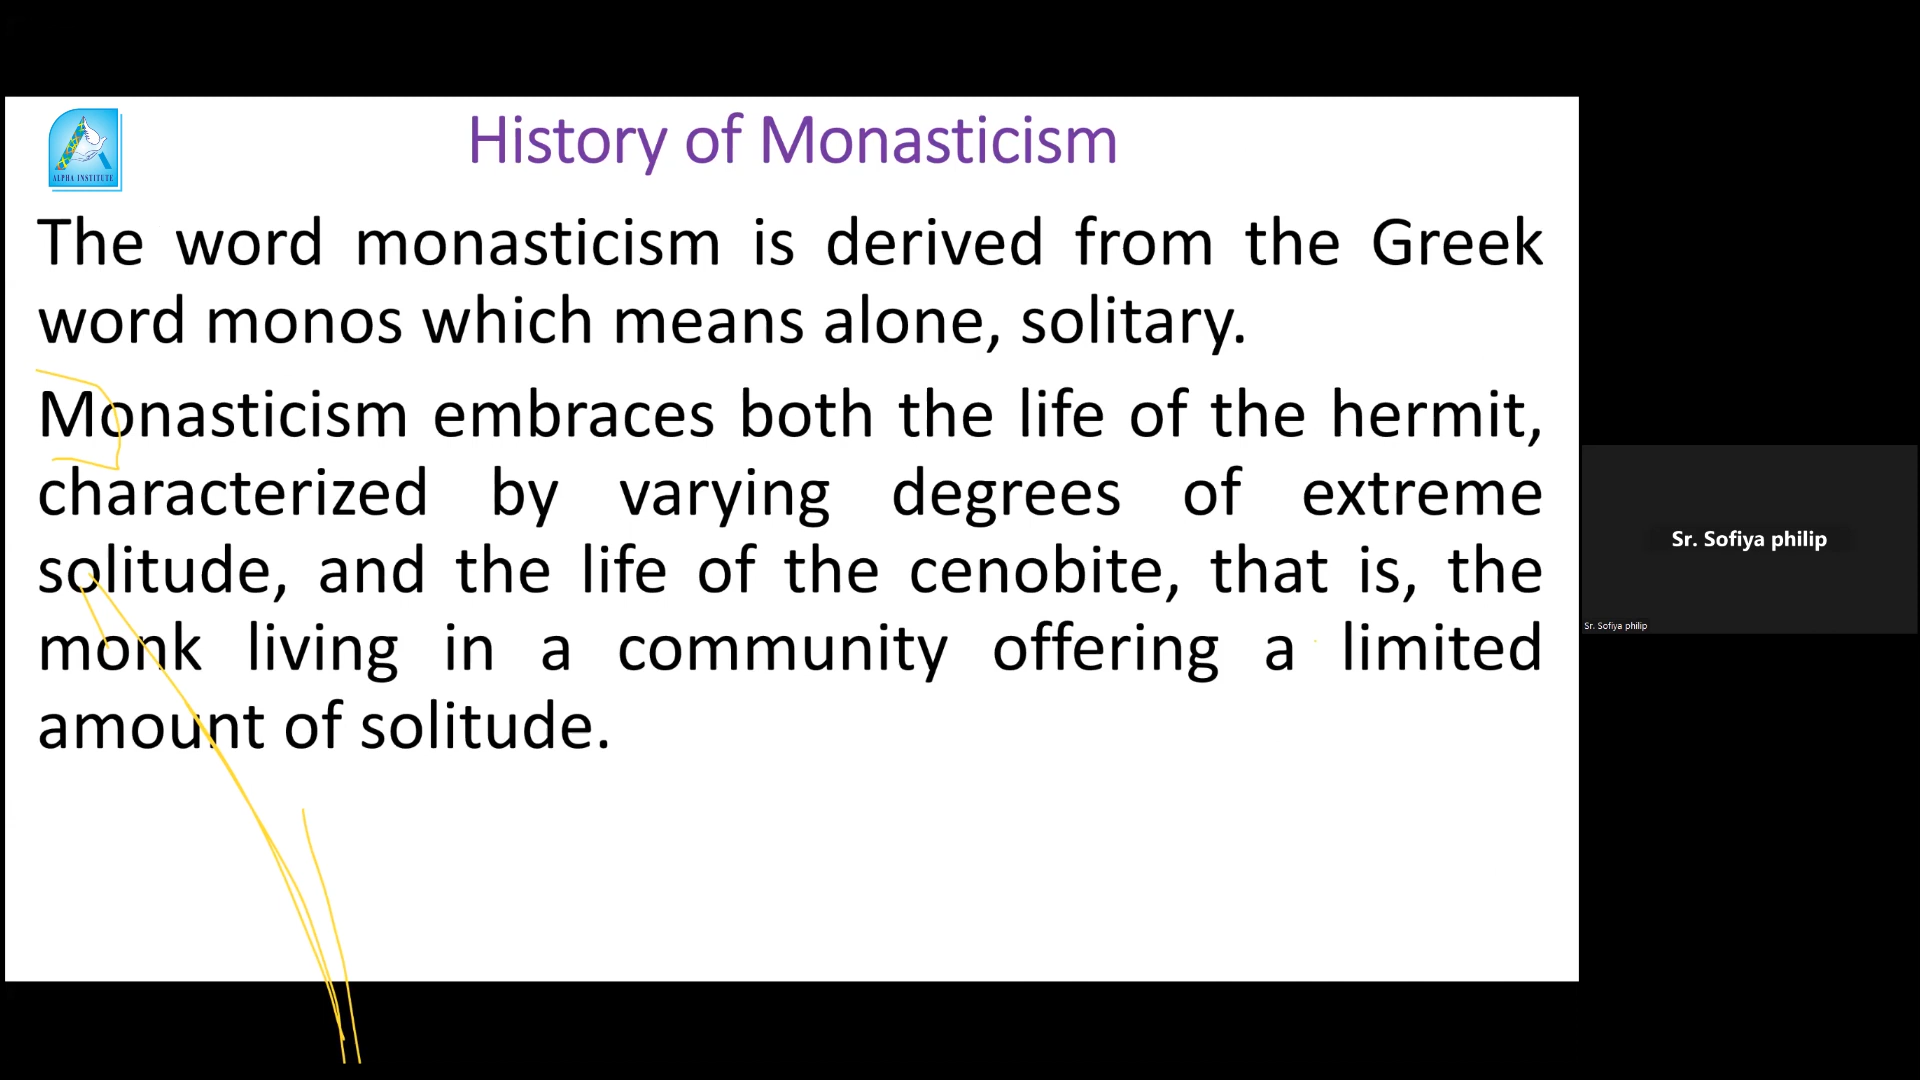 ALPHA INSTITUTE
History of Monasticism
The word monasticism is derived from the Greek
word monos which means alone, solitary.
Monasticism embraces both the life of the hermit,
characterized by varying degrees of extreme
solitude, and the life of the cenobite, that is, the
monk living in a community offering a limited
amount of solitude.
Sr. Sofiya philip
Sr. Sofiya philip